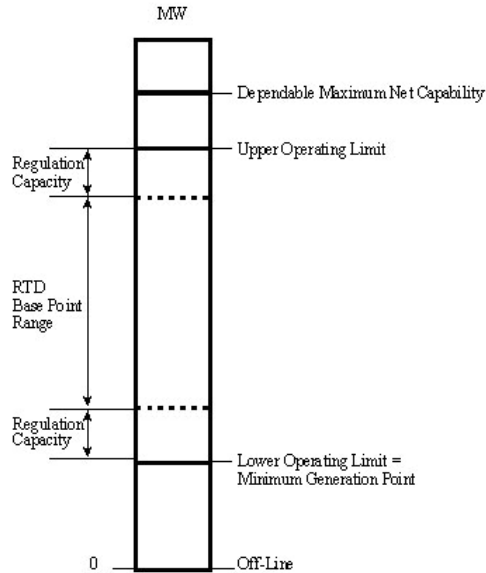 MW
Dependable Maximum Net Capability
Upper Operating Limit
Regulation
Capacity
RTD
Base Point
Range
Regulation
Capacity
Lower Operating Limit =
Minimum Generation Point
0
Off-Line